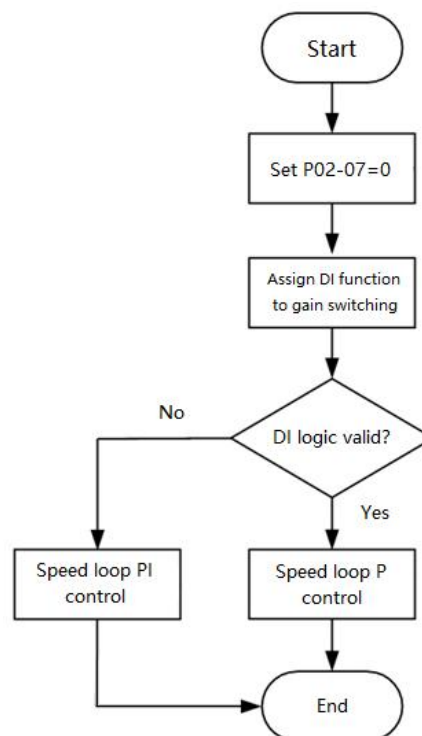 Start
Set P02-07=0
Assign DI function
to gain switching
No
DI logic valid?
Yes
Speed loop PI
control
Speed loop P
control
End